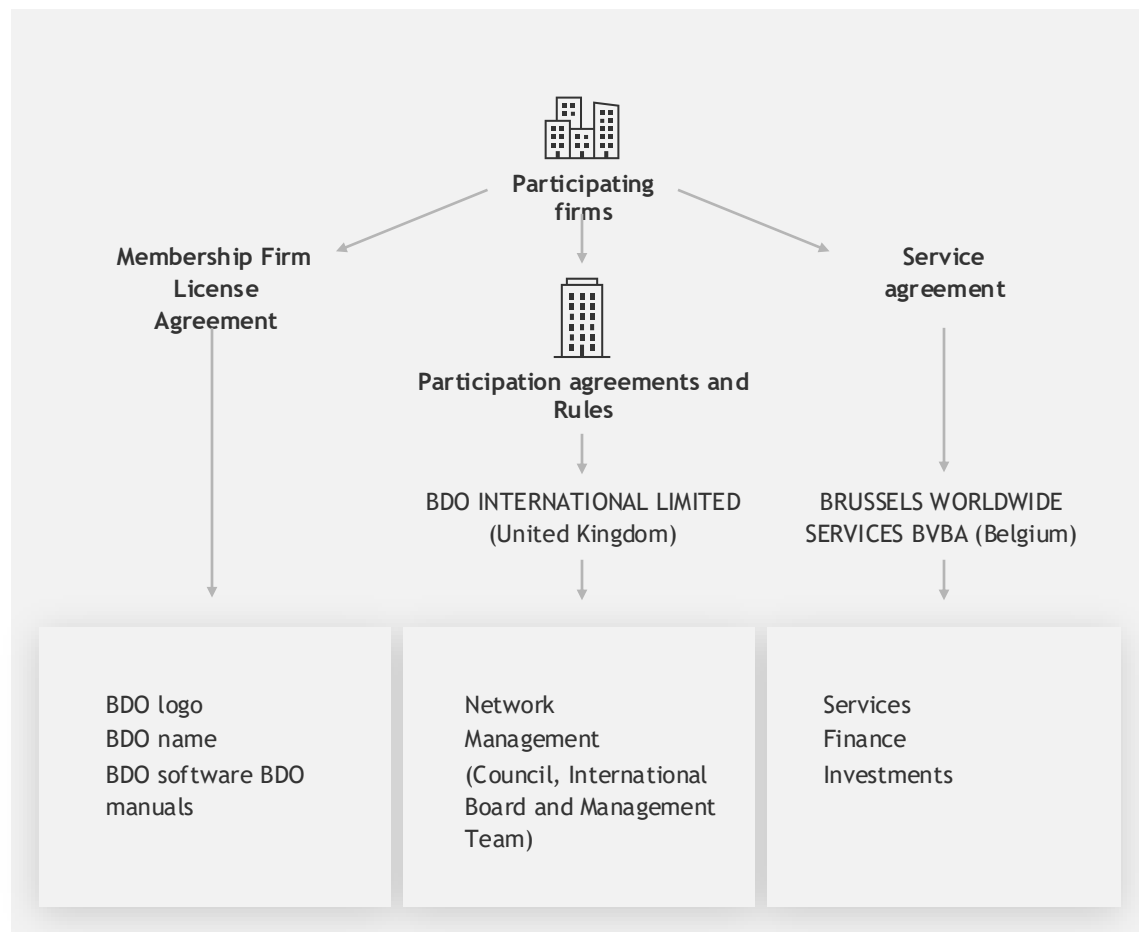 Participating
firms
Membership Firm
License
Agreement
Service
agreement
Participation agreements and
Rules
BDO INTERNATIONAL LIMITED
(United Kingdom)
BRUSSELS WORLDWIDE
SERVICES BVBA (Belgium)
BDO logo
BDO name
BDO software BDO
manuals
Network
Management
(Council, International
Board and Management
Team)
Services
Finance
Investments